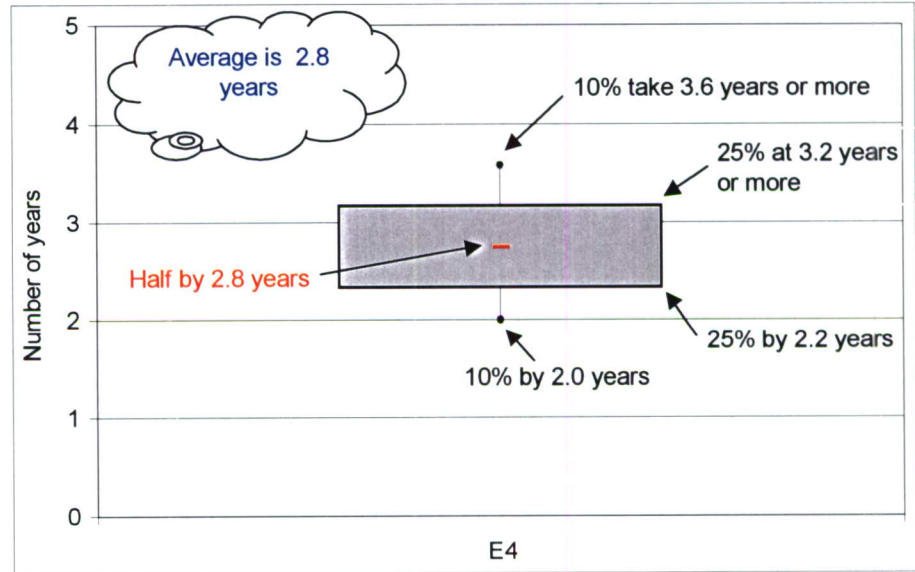 Average is 2.8
years
10% take 3.6 years or more
25% at 3.2 years
or more
Half by 2.8 years
25% by 2.2 years
10% by 2.0 years
Number of years
5
4
3
2
1
0
E4